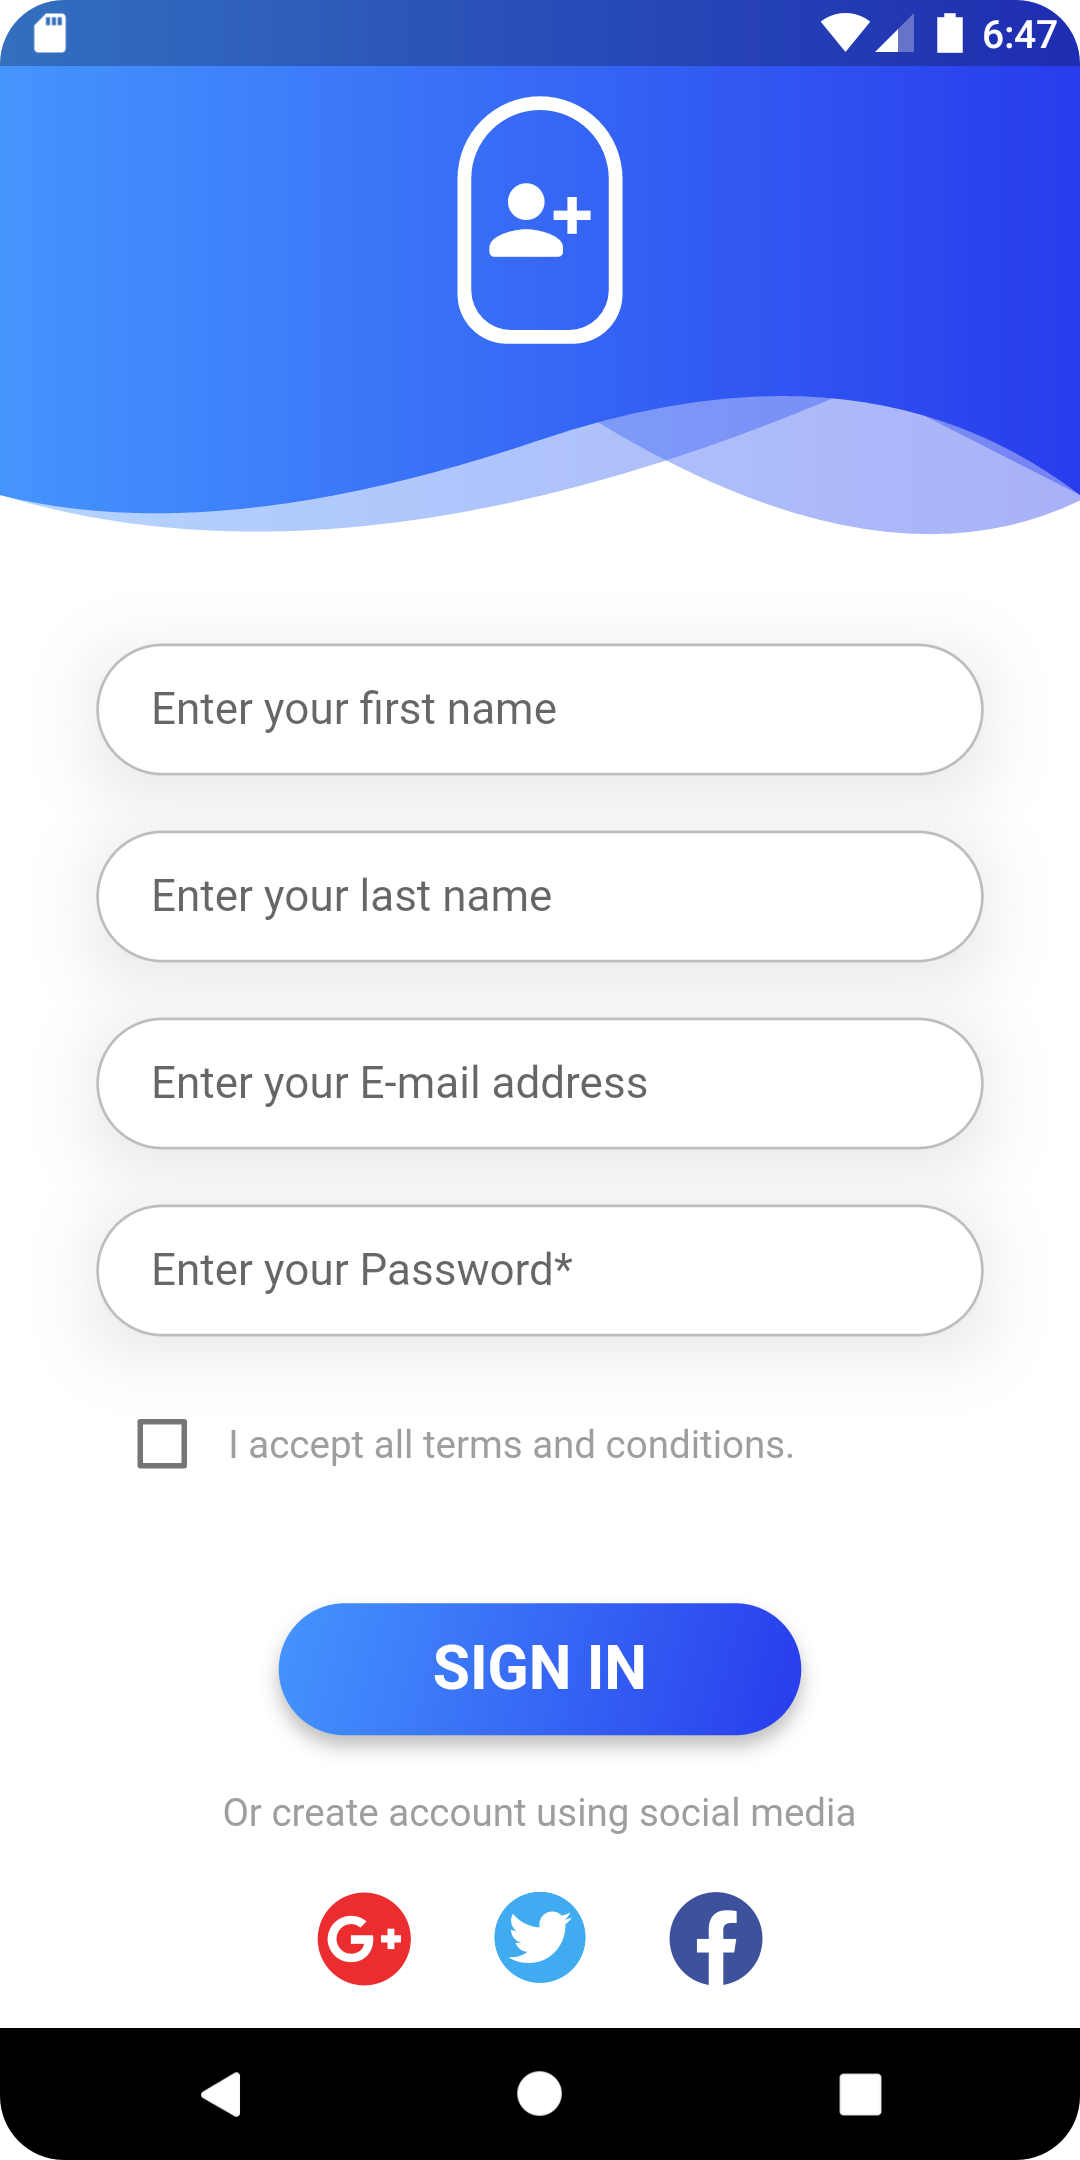 6:47
Enter your first name
Enter your last name
Enter your E-mail address
Enter your Password*
I accept all terms and conditions.
SIGN IN
Or create account using social media
G+